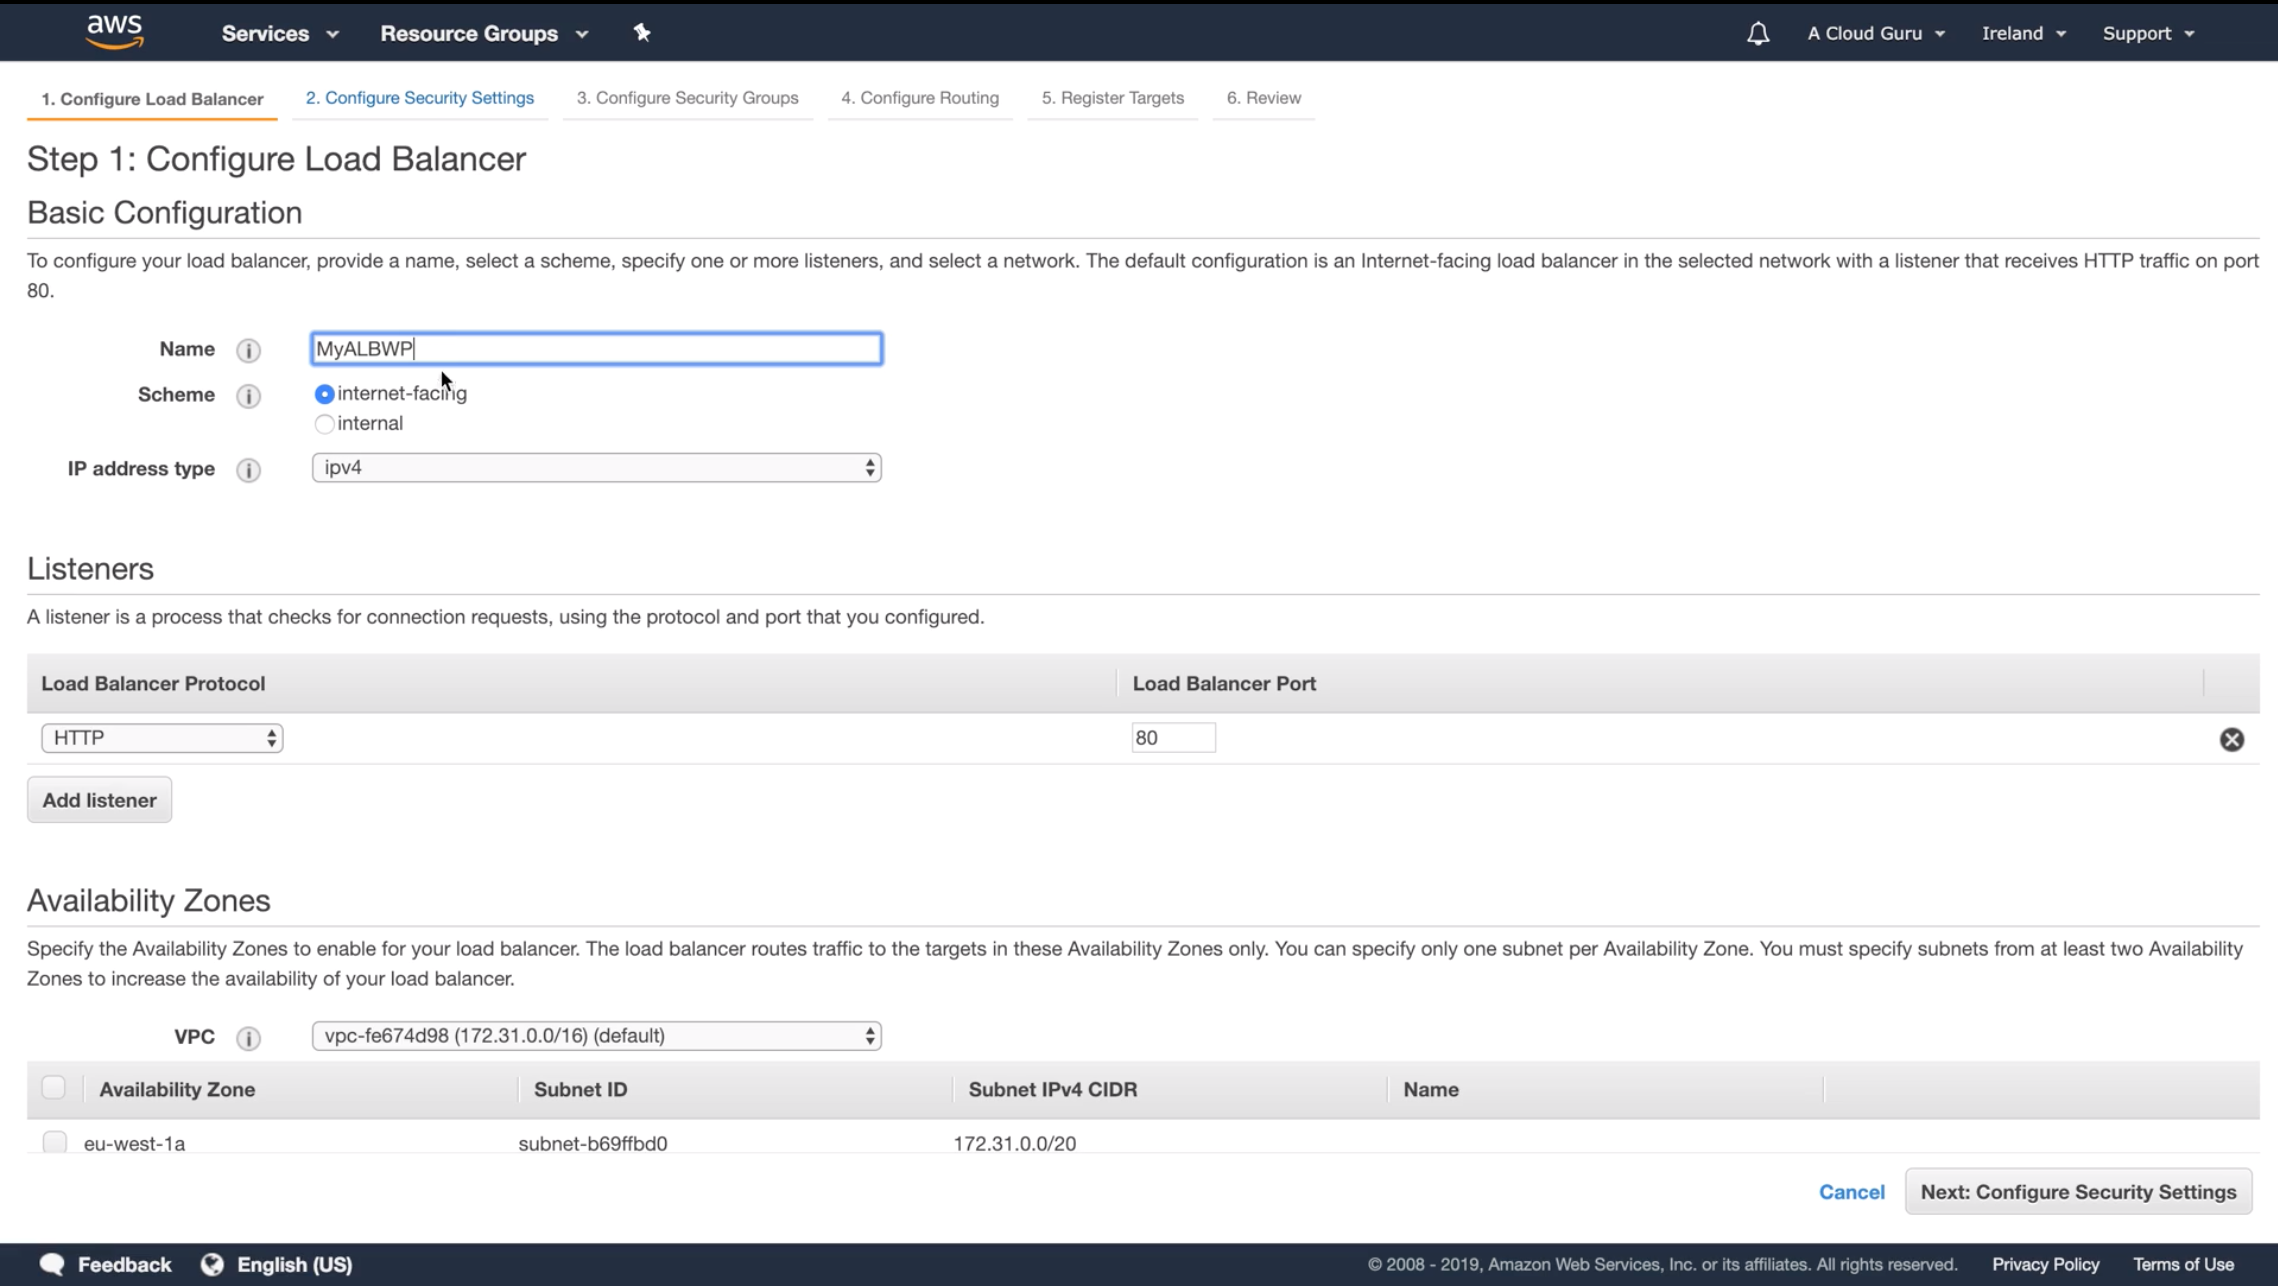 aws Services Resource Groups A Cloud Guru Ireland Support
1. Configure Load Balancer 2. Configure Security Settings 3. Configure Security Groups 4. Configure Routing 5. Register Targets 6. Review
Step 1: Configure Load Balancer
Basic Configuration
To configure your load balancer, provide a name, select a scheme, specify one or more listeners, and select a network. The default configuration is an Internet-facing load balancer in the selected network with a listener that receives HTTP traffic on port
80.
Name i MyALBWP
Scheme i internet-facing
internal
IP address type i ipv4
Listeners
A listener is a process that checks for connection requests, using the protocol and port that you configured.
Load Balancer Protocol Load Balancer Port
HTTP 80
Add listener
Availability Zones
Specify the Availability Zones to enable for your load balancer. The load balancer routes traffic to the targets in these Availability Zones only. You can specify only one subnet per Availability Zone. You must specify subnets from at least two Availability
Zones to increase the availability of your load balancer.
VPC i vpc-fe674d98 (172.31.0.0/16) (default)
Availability Zone Subnet ID Subnet IPv4 CIDR Name
eu-west-1a subnet-b69ffbd0 172.31.0.0/20
Cancel Next: Configure Security Settings
Feedback English (US) © 2008 - 2019, Amazon Web Services, Inc. or its affiliates. All rights reserved. Privacy Policy Terms of Use